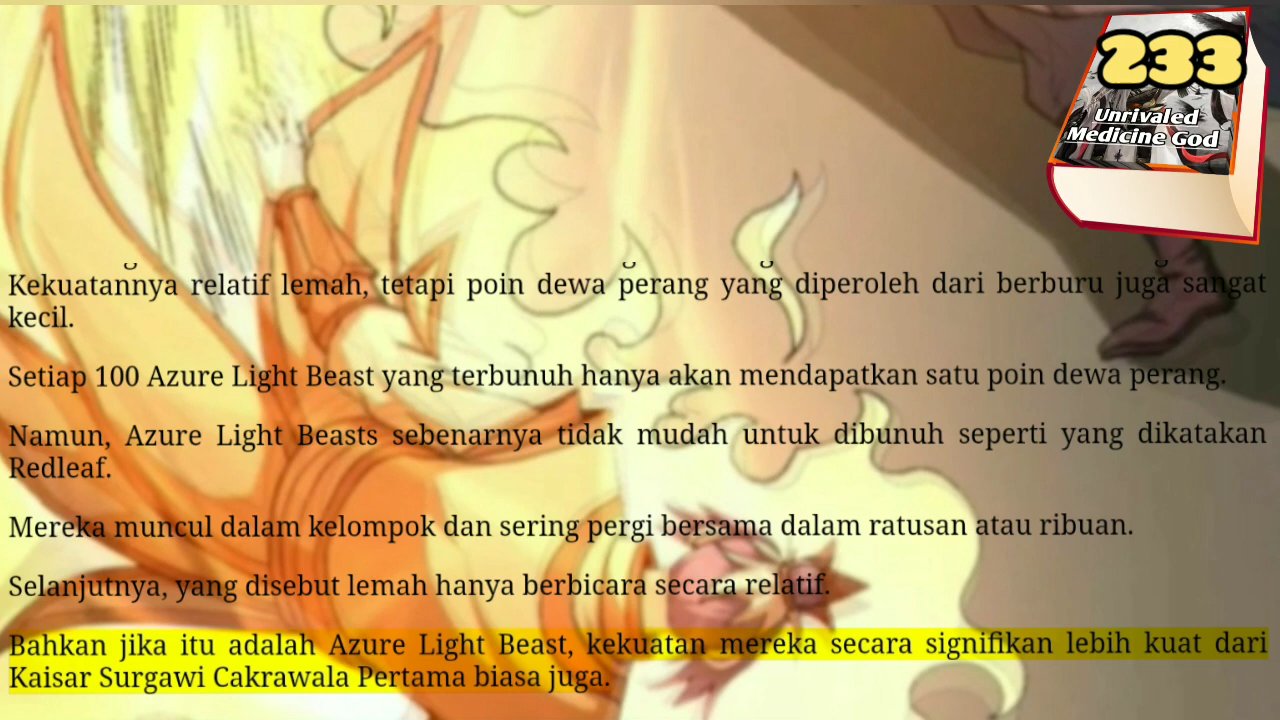 233
Unrivaled
Medicine God
Kekuatannya relatif lemah, tetapi poin dewa perang yang diperoleh dari berburu juga sangat
kecil.
Setiap 100 Azure Light Beast yang terbunuh hanya akan mendapatkan satu poin dewa perang.
Namun, Azure Light Beasts sebenarnya tidak mudah untuk dibunuh seperti yang dikatakan
Redleaf.
Mereka muncul dalam kelompok dan sering pergi bersama dalam ratusan atau ribuan.
Selanjutnya, yang disebut lemah hanya berbicara secara relatif.
Bahkan jika itu adalah Azure Light Beast, kekuatan mereka secara signifikan lebih kuat dari
Kaisar Surgawi Cakrawala Pertama biasa juga.